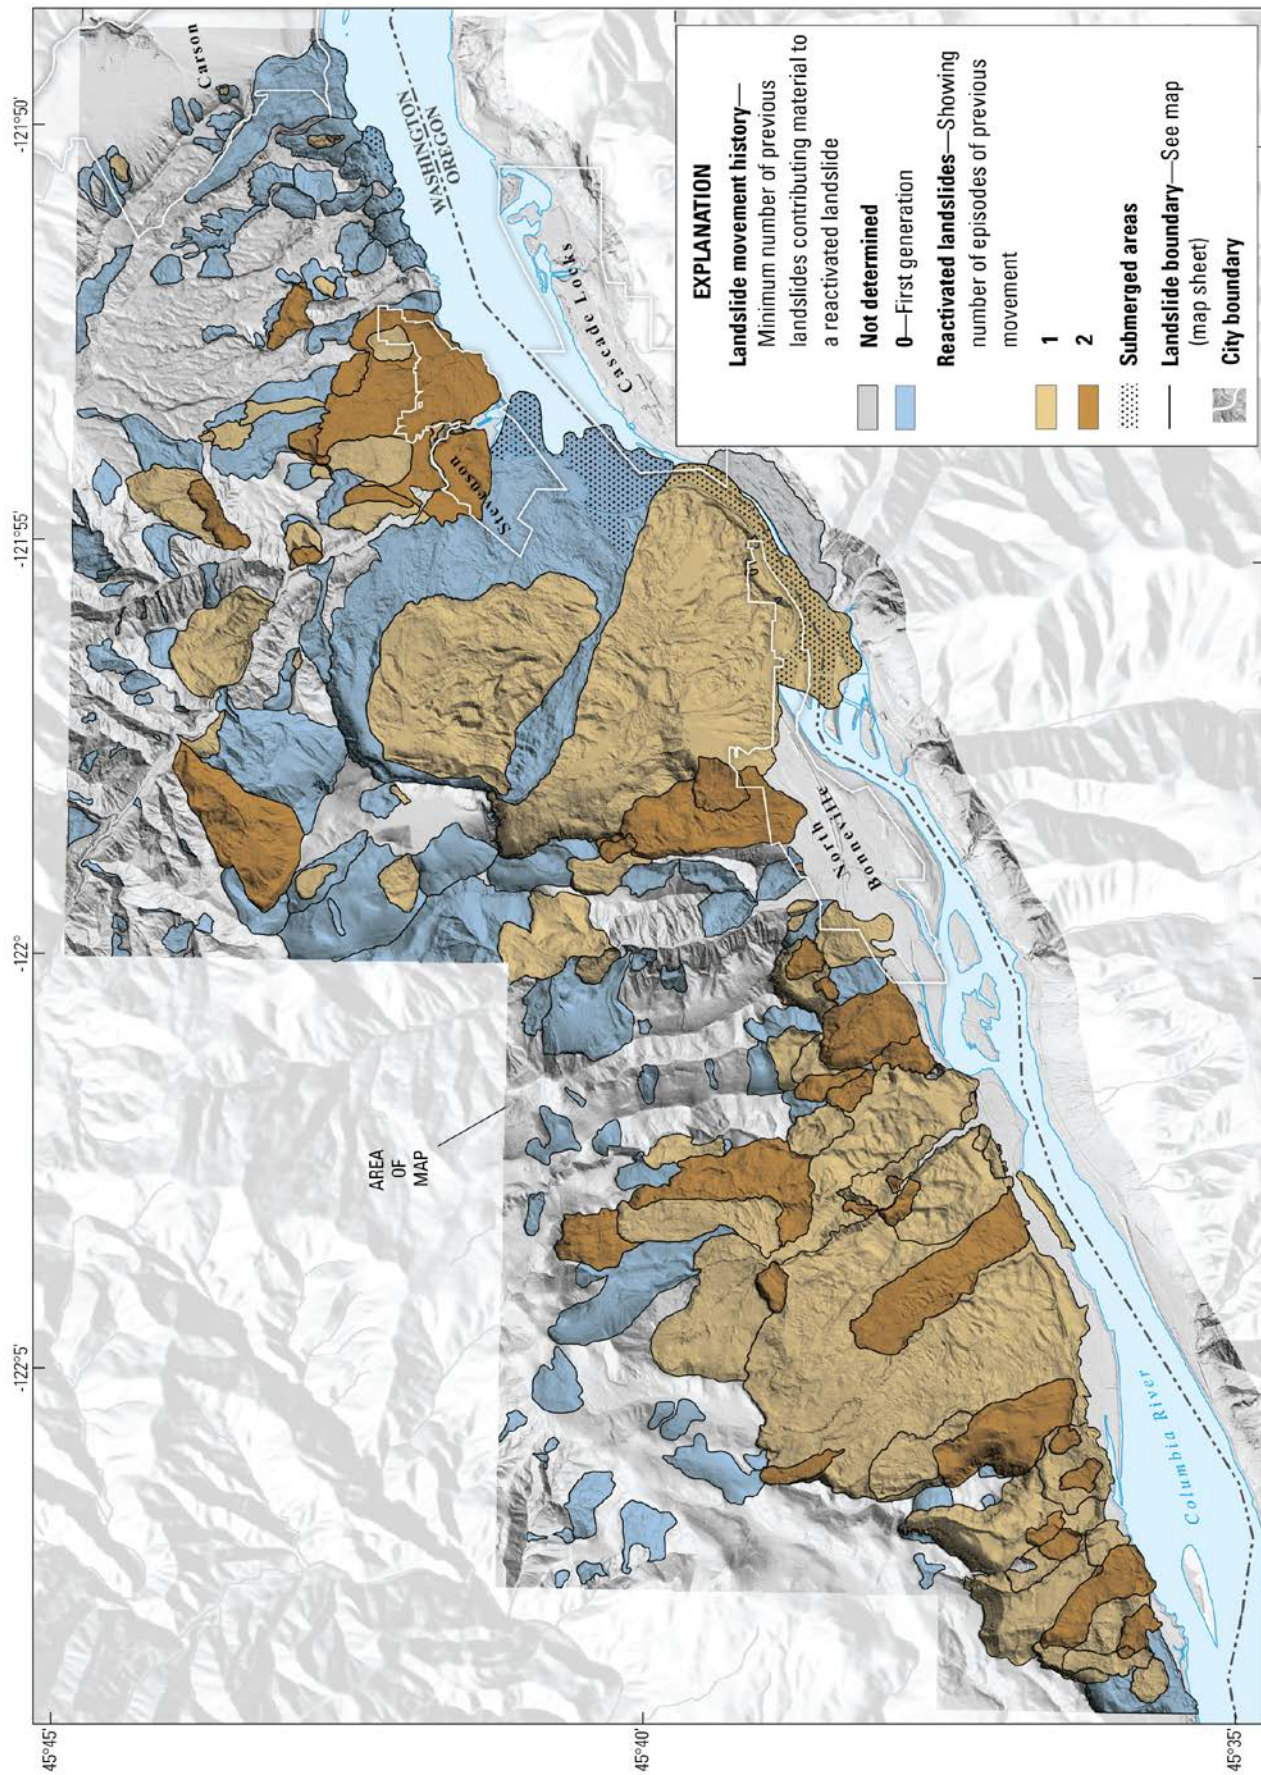 -122°5'
-122°
-121°55'
-121°50'
45°45'
45°40'
45°35'
Carson
WASHINGTON
OREGON
Stevenson
Cascade Locks
North
Bonneville
AREA
OF
MAP
Columbia River
EXPLANATION
Landslide movement history—
Minimum number of previous
landslides contributing material to
a reactivated landslide
Not determined
0—First generation
Reactivated landslides—Showing
number of episodes of previous
movement
1
2
Submerged areas
Landslide boundary—See map
(map sheet)
City boundary